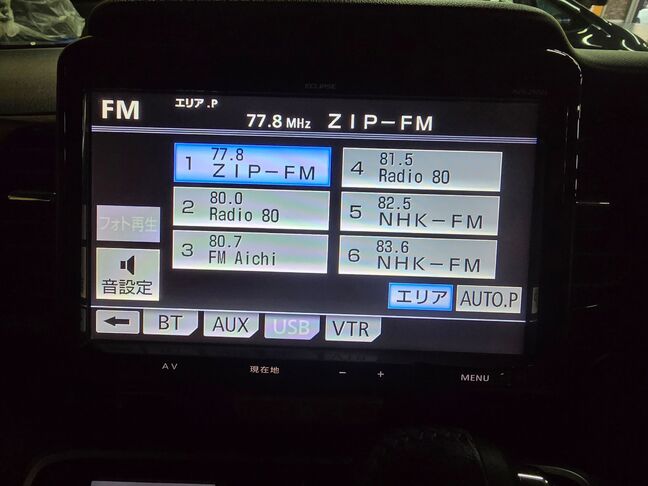 ECLIPSE
FM エリア.P
77.8 MHz ZIP-FM
1 77.8
ZIP-FM
4 81.5
Radio 80
2 80.0
Radio 80
5 82.5
NHK-FM
3 80.7
FM Aichi
6 83.6
NHK-FM
フォト再生
音設定
エリア AUTO.P
BT AUX USB VTR
AV 現在地 − + MENU